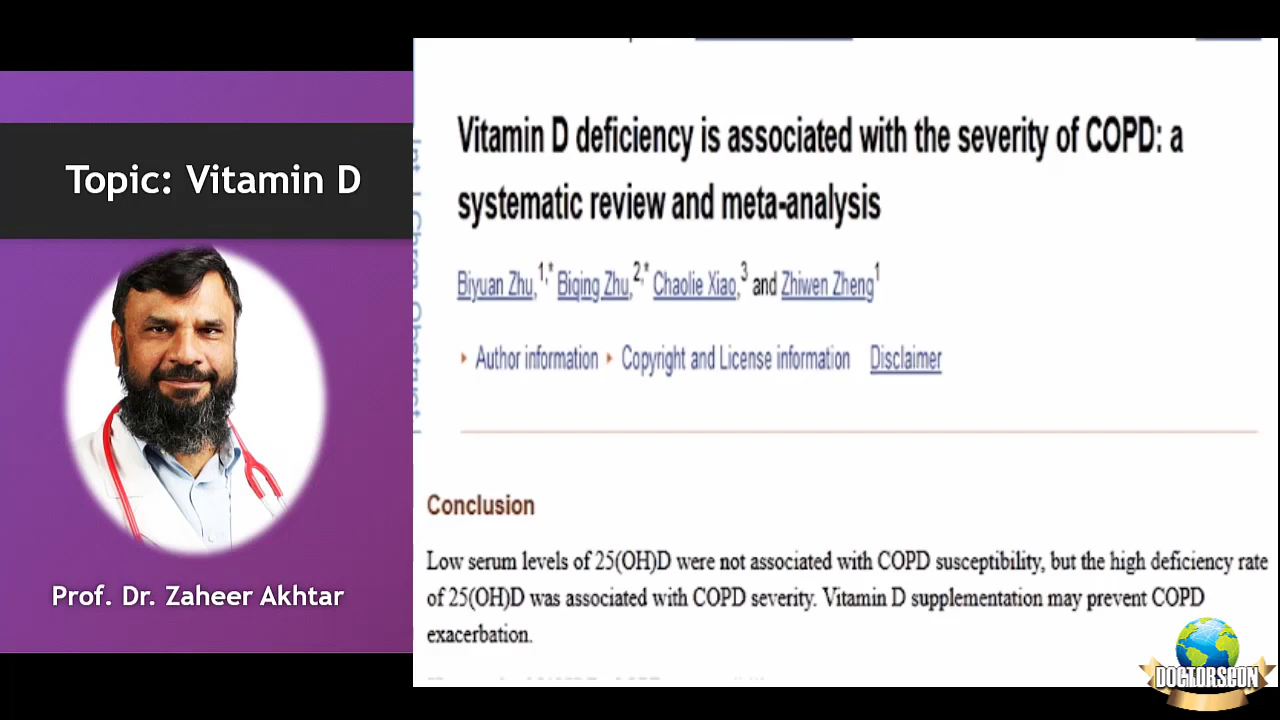 Topic: Vitamin D
Prof. Dr. Zaheer Akhtar
Vitamin D deficiency is associated with the severity of COPD: a
systematic review and meta-analysis
Biyuan Zhu,1,* Biqing Zhu,2,* Chaolie Xiao,3 and Zhiwen Zheng1
Author information Copyright and License information Disclaimer
Conclusion
Low serum levels of 25(OH)D were not associated with COPD susceptibility, but the high deficiency rate
of 25(OH)D was associated with COPD severity. Vitamin D supplementation may prevent COPD
exacerbation.
DOCTORSCON